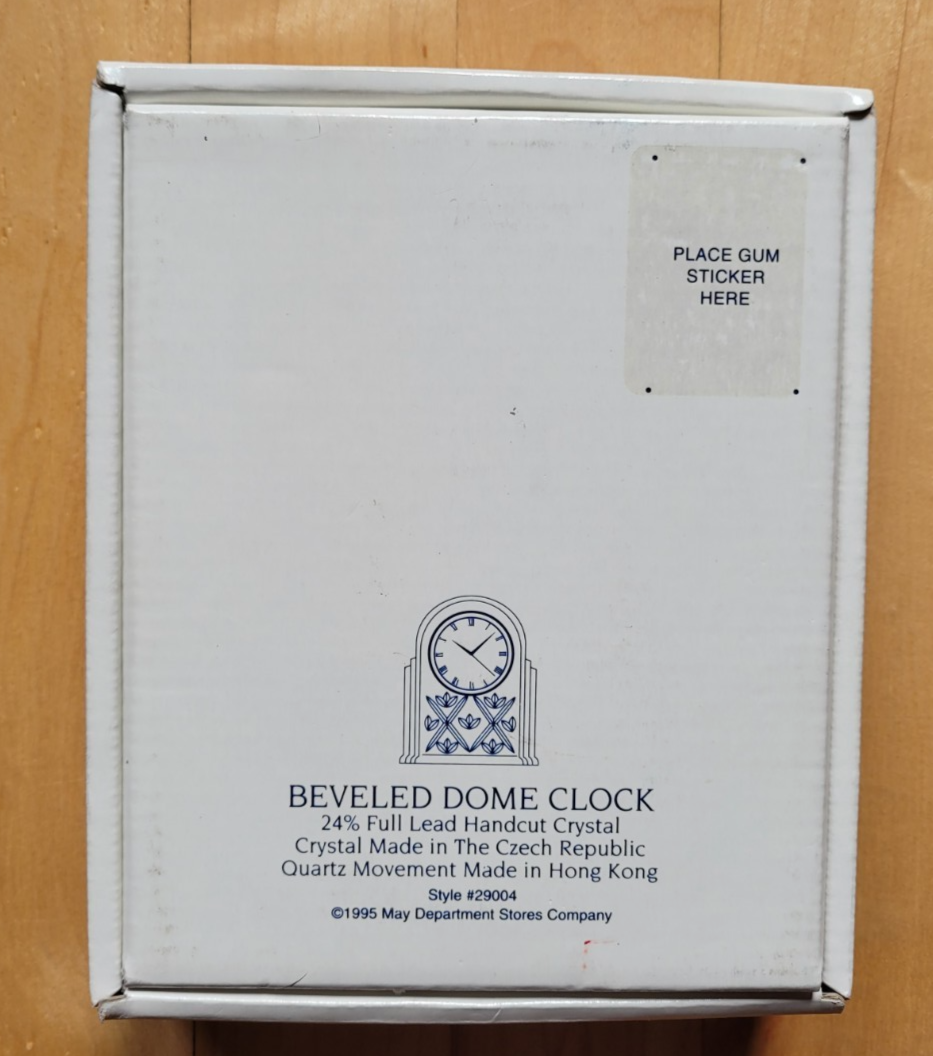 PLACE GUM
STICKER
HERE
BEVELED DOME CLOCK
24% Full Lead Handcut Crystal
Crystal Made in The Czech Republic
Quartz Movement Made in Hong Kong
Style #29004
©1995 May Department Stores Company